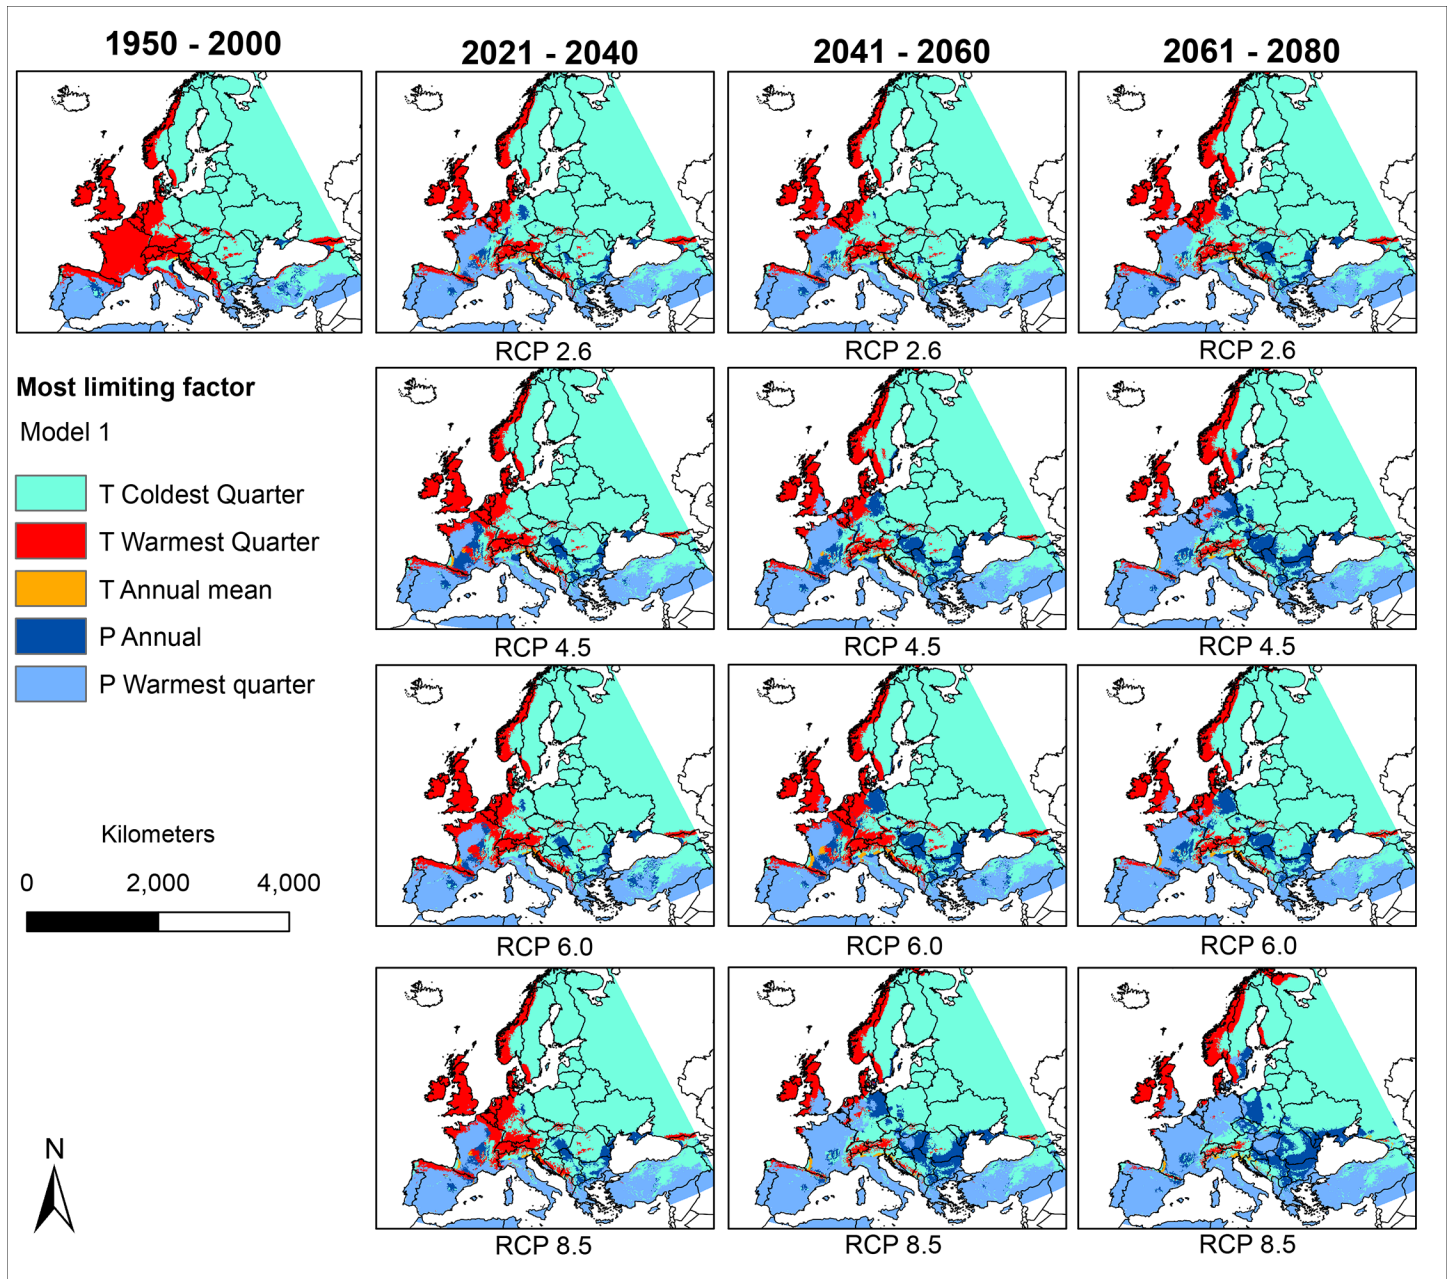 1950 - 2000
2021 - 2040
2041 - 2060
2061 - 2080
RCP 2.6
RCP 2.6
RCP 2.6
Most limiting factor
Model 1
T Coldest Quarter
T Warmest Quarter
T Annual mean
P Annual
P Warmest quarter
RCP 4.5
RCP 4.5
RCP 4.5
Kilometers
0 2,000 4,000
RCP 6.0
RCP 6.0
RCP 6.0
N
RCP 8.5
RCP 8.5
RCP 8.5